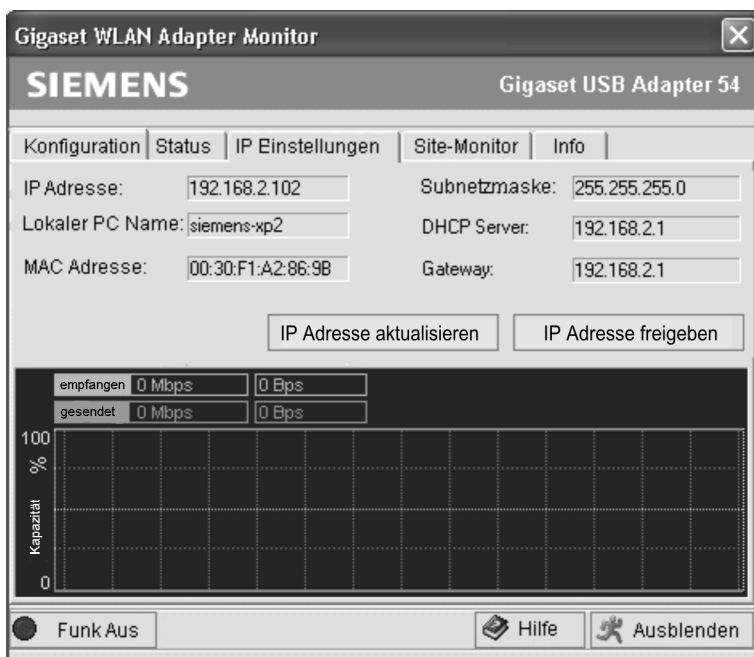 Gigaset WLAN Adapter Monitor
SIEMENS
Gigaset USB Adapter 54
Konfiguration
Status
IP Einstellungen
Site-Monitor
Info
IP Adresse: 192.168.2.102
Subnetzmaske: 255.255.255.0
Lokaler PC Name: siemens-xp2
DHCP Server: 192.168.2.1
MAC Adresse: 00:30:F1:A2:86:9B
Gateway: 192.168.2.1
IP Adresse aktualisieren
IP Adresse freigeben
empfangen 0 Mbps 0 Bps
gesendet 0 Mbps 0 Bps
100
%
Kapazität
0
Funk Aus
Hilfe
Ausblenden